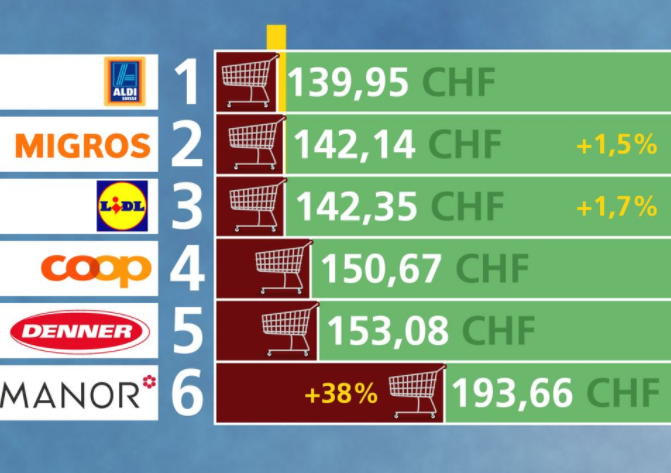 ALDI
SUISSE
1
139,95 CHF
MIGROS
2
142,14 CHF
+1,5%
LIDL
3
142,35 CHF
+1,7%
coop
4
150,67 CHF
DENNER
5
153,08 CHF
MANOR
6
+38%
193,66 CHF